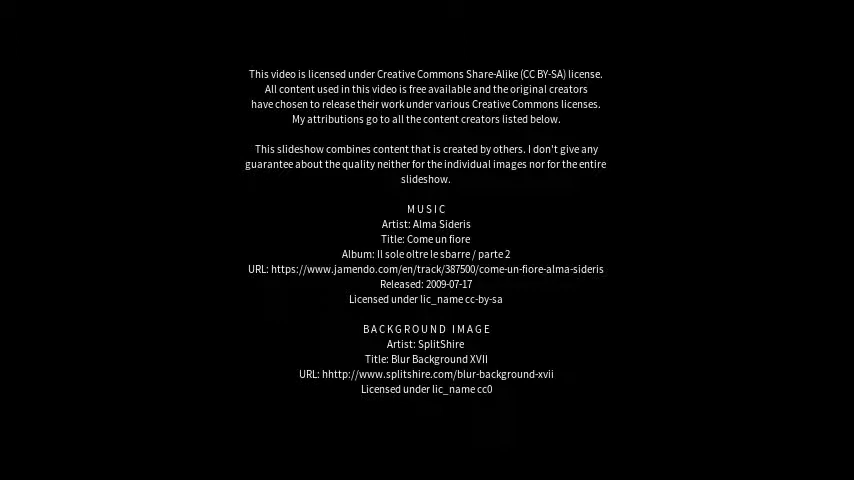 This video is licensed under Creative Commons Share-Alike (CC BY-SA) license.
All content used in this video is free available and the original creators
have chosen to release their work under various Creative Commons licenses.
My attributions go to all the content creators listed below.
This slideshow combines content that is created by others. I don't give any
guarantee about the quality neither for the individual images nor for the entire
slideshow.
MUSIC
Artist: Alma Sideris
Title: Come un fiore
Album: Il sole oltre le sbarre / parte 2
URL: https://www.jamendo.com/en/track/387500/come-un-fiore-alma-sideris
Released: 2009-07-17
Licensed under lic_name cc-by-sa
BACKGROUND IMAGE
Artist: SplitShire
Title: Blur Background XVII
URL: hhttp://www.splitshire.com/blur-background-xvii
Licensed under lic_name cc0